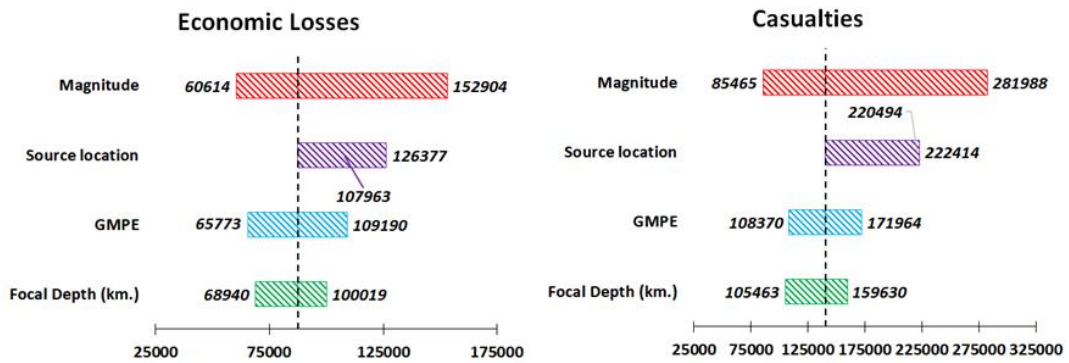 Economic Losses
Magnitude
60614
152904
Source location
126377
107963
GMPE
65773
109190
Focal Depth (km.)
68940
100019
25000 75000 125000 175000
Casualties
Magnitude
85465
281988
220494
Source location
222414
GMPE
108370
171964
Focal Depth (km.)
105463
159630
25000 75000 125000 175000 225000 275000 325000